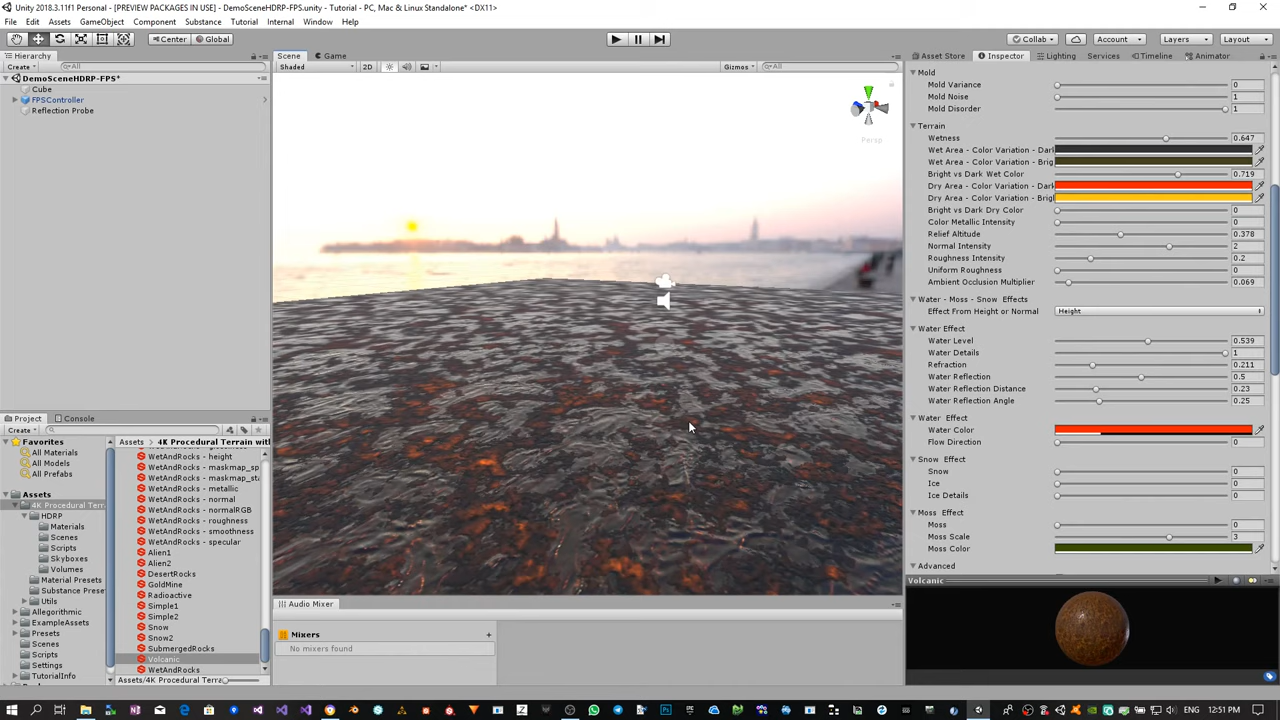 Unity 2018.3.11f1 Personal - [PREVIEW PACKAGES IN USE] - DemoSceneHDRP-FPS.unity - Tutorial - PC, Mac & Linux Standalone* <DX11>
File Edit Assets GameObject Component Substance Tutorial Internal Window Help
Center Global Collab Account Layers Layout
Hierarchy
Create All
DemoSceneHDRP-FPS*
Cube
FPSController
Reflection Probe
Scene Game
Shaded 2D Gizmos All
Persp
Project Console
Create
Favorites
All Materials
All Models
All Prefabs
Assets
4K Procedural Terr
HDRP
Materials
Scenes
Scripts
Skyboxes
Volumes
Material Presets
Substance Prese
Utils
Allegorithmic
ExampleAssets
Presets
Scenes
Scripts
Settings
TutorialInfo
Assets > 4K Procedural Terrain with
WetAndRocks - height
WetAndRocks - maskmap_sp
WetAndRocks - maskmap_sta
WetAndRocks - metallic
WetAndRocks - normal
WetAndRocks - normalRGB
WetAndRocks - roughness
WetAndRocks - smoothness
WetAndRocks - specular
Alien1
Alien2
DesertRocks
GoldMine
Radioactive
Simple1
Simple2
Snow
Snow2
SubmergedRocks
Volcanic
WetAndRocks
Assets/4K Procedural Terra
Audio Mixer
Mixers +
No mixers found
Asset Store Inspector Lighting Services Timeline Animator
Mold
Mold Variance 0
Mold Noise 1
Mold Disorder 1
Terrain
Wetness 0.647
Wet Area - Color Variation - Dark
Wet Area - Color Variation - Brig
Bright vs Dark Wet Color 0.719
Dry Area - Color Variation - Dark
Dry Area - Color Variation - Brigl
Bright vs Dark Dry Color 0
Color Metallic Intensity 0
Relief Altitude 0.378
Normal Intensity 2
Roughness Intensity 0.2
Uniform Roughness 0
Ambient Occlusion Multiplier 0.069
Water - Moss - Snow Effects
Effect From Height or Normal Height
Water Effect
Water Level 0.539
Water Details 1
Refraction 0.211
Water Reflection 0.5
Water Reflection Distance 0.23
Water Reflection Angle 0.25
Water Effect
Water Color
Flow Direction 0
Snow Effect
Snow 0
Ice 0
Ice Details 0
Moss Effect
Moss 0
Moss Scale 3
Moss Color
Advanced
Volcanic
ENG 12:51 PM